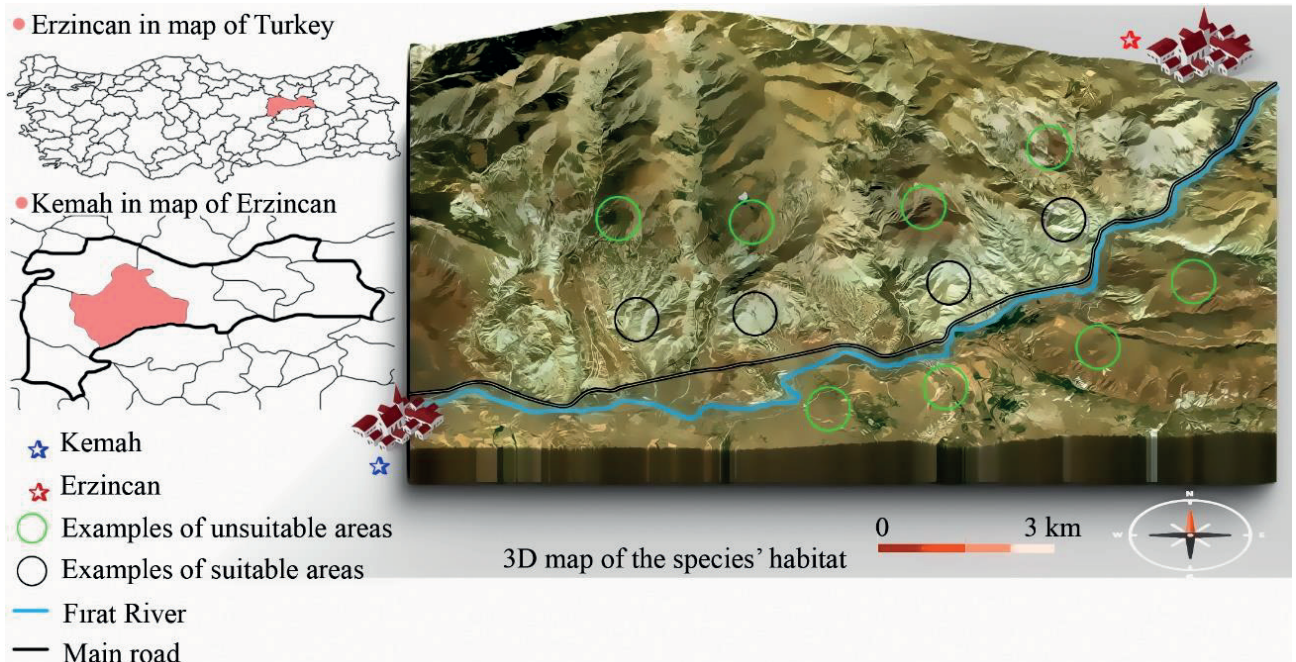 Erzincan in map of Turkey
Kemah in map of Erzincan
Kemah
Erzincan
Examples of unsuitable areas
Examples of suitable areas
Fırat River
Main road
3D map of the species’ habitat
0 3 km
N
W E
S